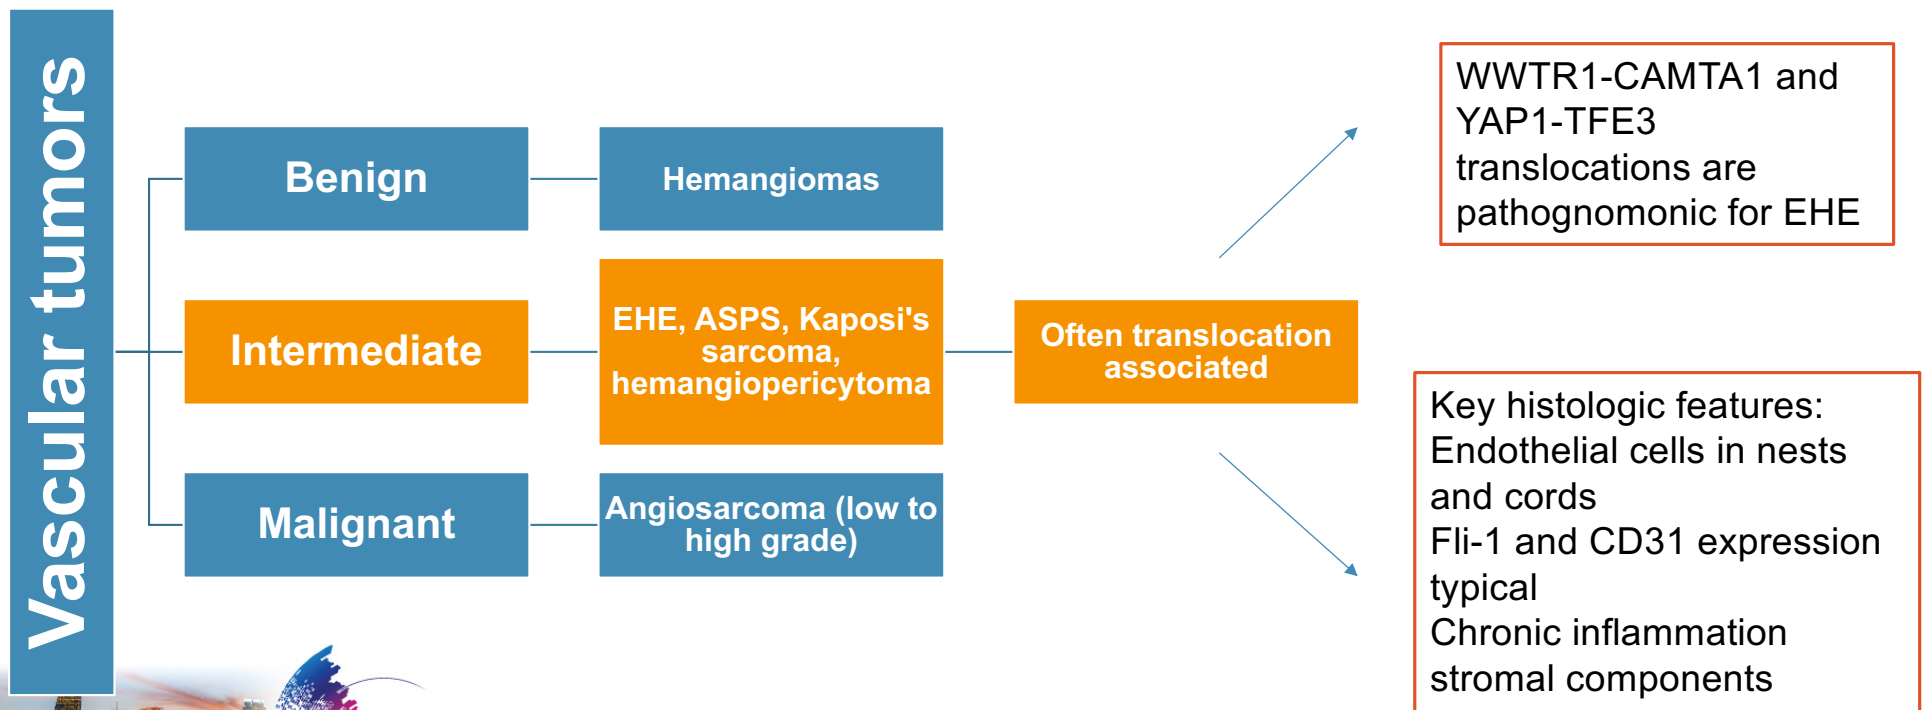 Vascular tumors
Benign
Hemangiomas
Intermediate
EHE, ASPS, Kaposi's
sarcoma,
hemangiopericytoma
Often translocation
associated
Malignant
Angiosarcoma (low to
high grade)
WWTR1-CAMTA1 and
YAP1-TFE3
translocations are
pathognomonic for EHE
Key histologic features:
Endothelial cells in nests
and cords
Fli-1 and CD31 expression
typical
Chronic inflammation
stromal components